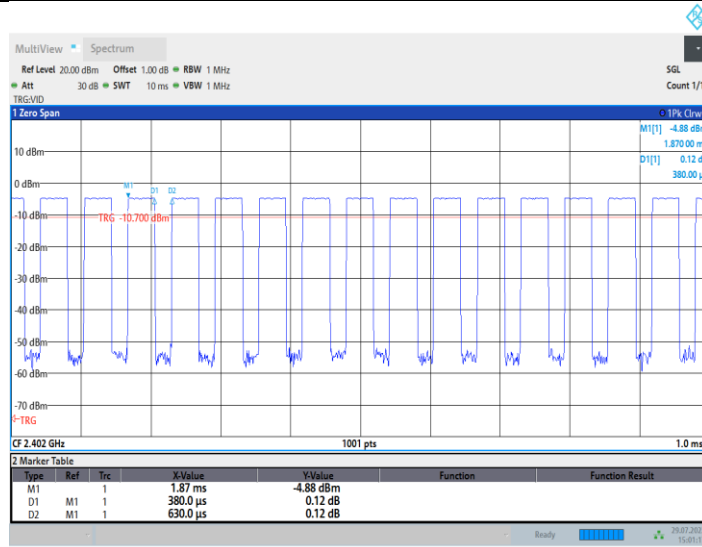 MultiView Spectrum
Ref Level 20.00 dBm Offset 1.00 dB RBW 1 MHz SGL
Att 30 dB SWT 10 ms VBW 1 MHz Count 1/1
TRG:VID
1 Zero Span 1Pk Clrw
M1[1] -4.88 dBm
1.870 00 m
10 dBm
D1[1] 0.12 d
380.00 µ
0 dBm
M1 D1 D2
-10 dBm
TRG -10.700 dBm
-20 dBm
-30 dBm
-40 dBm
-50 dBm
-60 dBm
-70 dBm
TRG
CF 2.402 GHz 1001 pts 1.0 ms
2 Marker Table
Type Ref Trc X-Value Y-Value Function Function Result
M1 1 1.87 ms -4.88 dBm
D1 M1 1 380.0 µs 0.12 dB
D2 M1 1 630.0 µs 0.12 dB
Ready 29.07.202
15:01:1